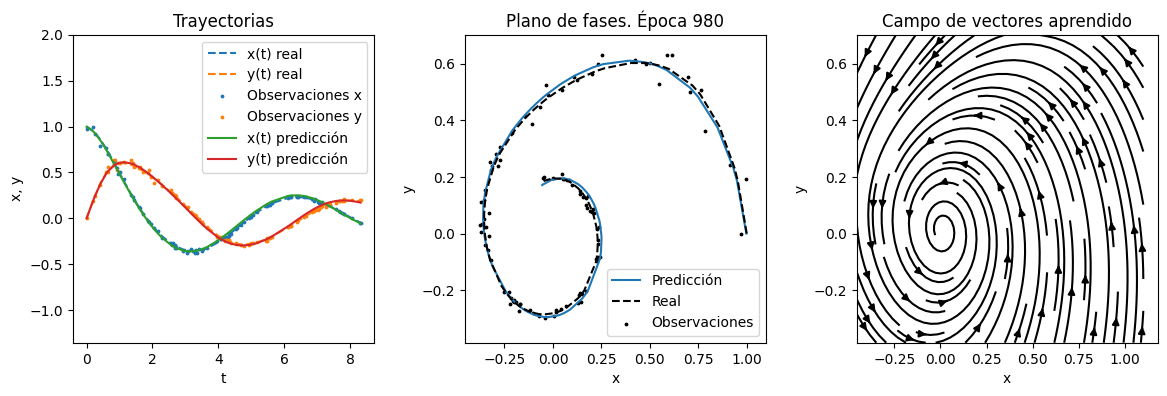 Trayectorias
2.0
1.5
1.0
0.5
0.0
−0.5
−1.0
x, y
0 2 4 6 8
t
x(t) real
y(t) real
Observaciones x
Observaciones y
x(t) predicción
y(t) predicción
Plano de fases. Época 980
0.6
0.4
0.2
0.0
−0.2
y
−0.25 0.00 0.25 0.50 0.75 1.00
x
Predicción
Real
Observaciones
Campo de vectores aprendido
0.6
0.4
0.2
0.0
−0.2
y
−0.25 0.00 0.25 0.50 0.75 1.00
x